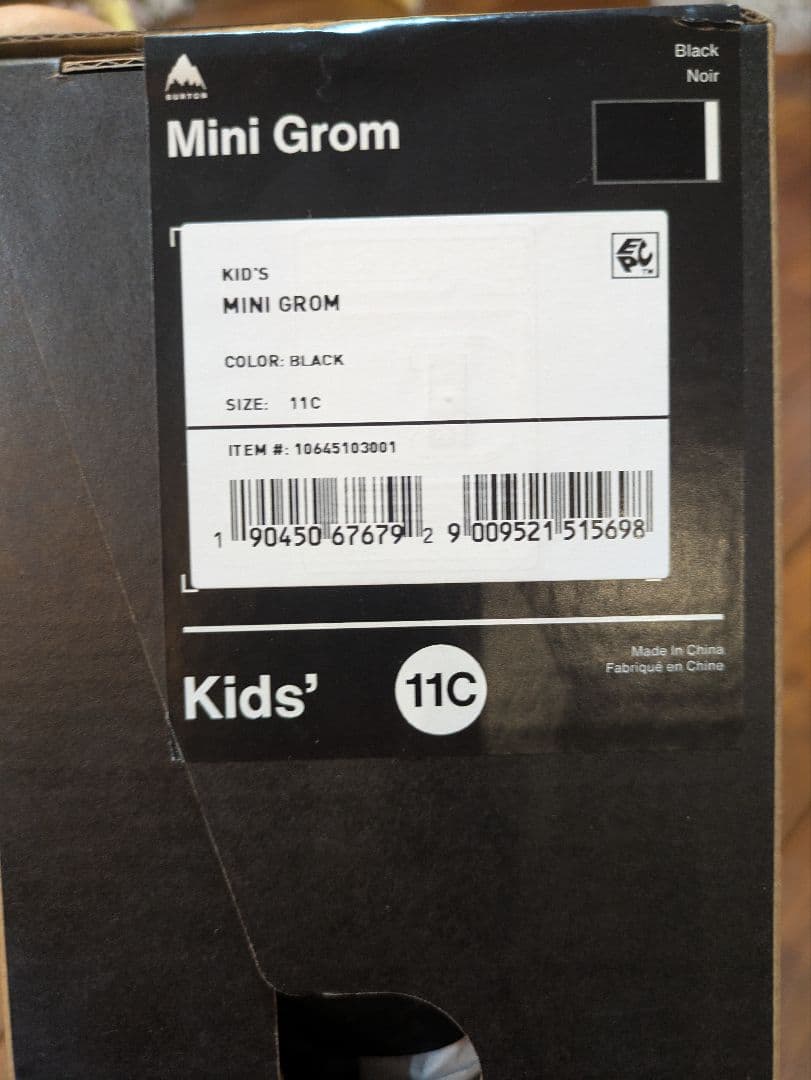 Black
Noir
BURTON
Mini Grom
EPC™
KID'S
MINI GROM
COLOR: BLACK
SIZE: 11C
ITEM #: 10645103001
1 90450 67679 2 9 009521 515698
Kids' 11C
Made In China
Fabriqué en Chine